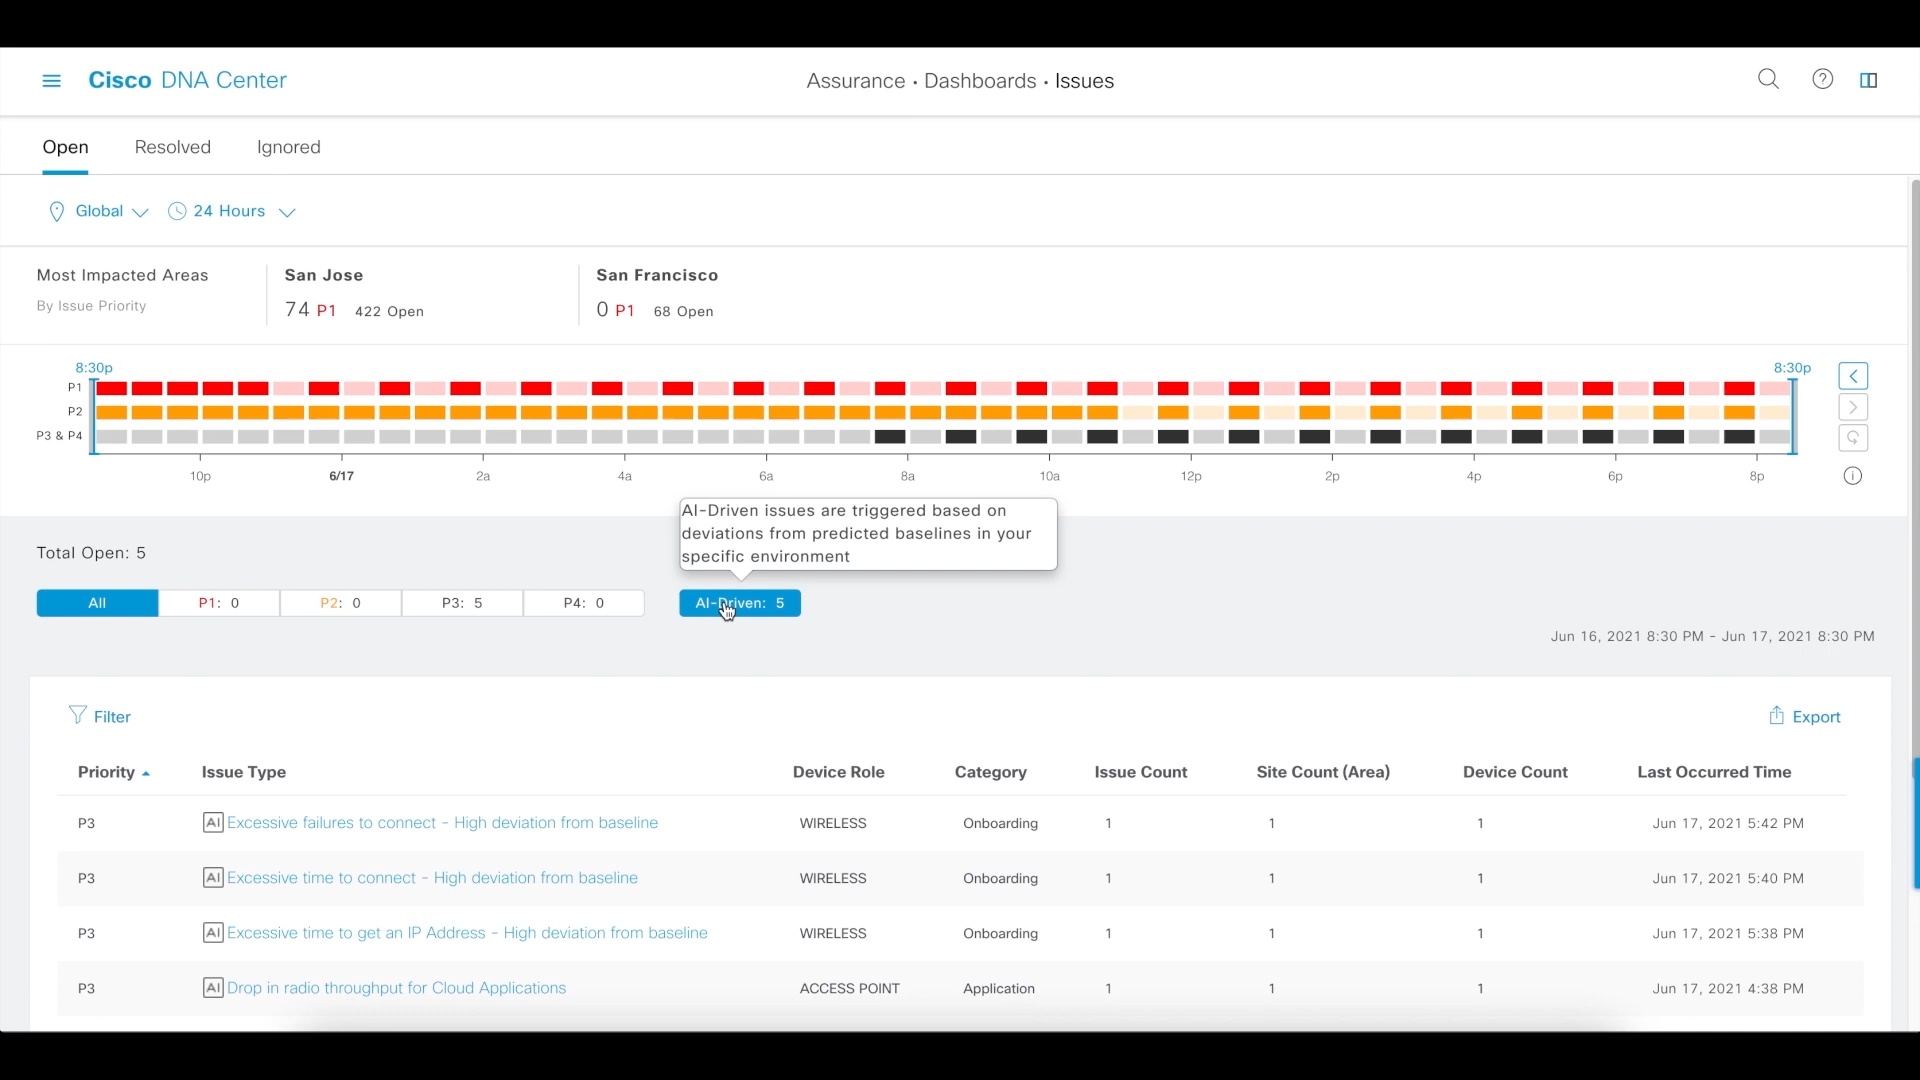 Cisco DNA Center
Assurance • Dashboards • Issues
Open
Resolved
Ignored
Global
24 Hours
Most Impacted Areas
By Issue Priority
San Jose
74 P1 422 Open
San Francisco
0 P1 68 Open
8:30p
8:30p
P1
P2
P3 & P4
10p
6/17
2a
4a
6a
8a
10a
12p
2p
4p
6p
8p
AI-Driven issues are triggered based on
deviations from predicted baselines in your
specific environment
Total Open: 5
All
P1: 0
P2: 0
P3: 5
P4: 0
AI-Driven: 5
Jun 16, 2021 8:30 PM - Jun 17, 2021 8:30 PM
Filter
Export
Priority Issue Type Device Role Category Issue Count Site Count (Area) Device Count Last Occurred Time
P3 AI Excessive failures to connect - High deviation from baseline WIRELESS Onboarding 1 1 1 Jun 17, 2021 5:42 PM
P3 AI Excessive time to connect - High deviation from baseline WIRELESS Onboarding 1 1 1 Jun 17, 2021 5:40 PM
P3 AI Excessive time to get an IP Address - High deviation from baseline WIRELESS Onboarding 1 1 1 Jun 17, 2021 5:38 PM
P3 AI Drop in radio throughput for Cloud Applications ACCESS POINT Application 1 1 1 Jun 17, 2021 4:38 PM